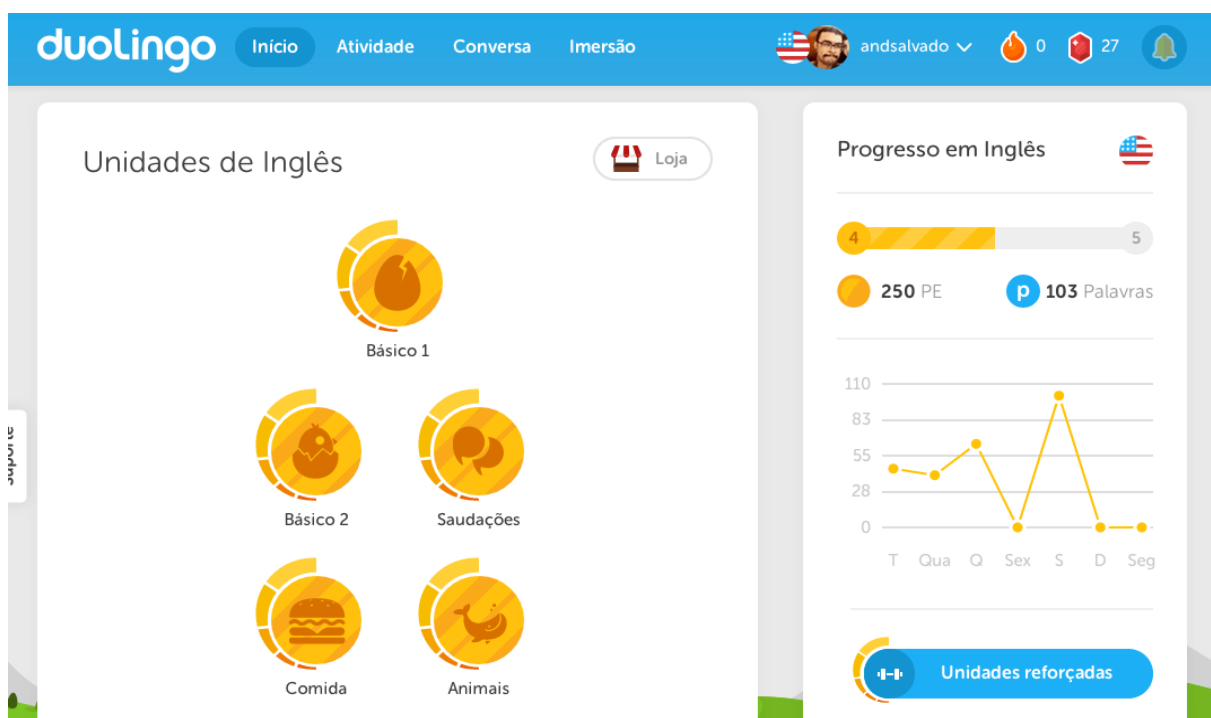 duolingo Início Atividade Conversa Imersão andsalvado 0 27
Unidades de Inglês
Loja
Básico 1
Básico 2 Saudações
Comida Animais
Progresso em Inglês
4 5
250 PE p 103 Palavras
110
83
55
28
0
T Qua Q Sex S D Seg
Unidades reforçadas